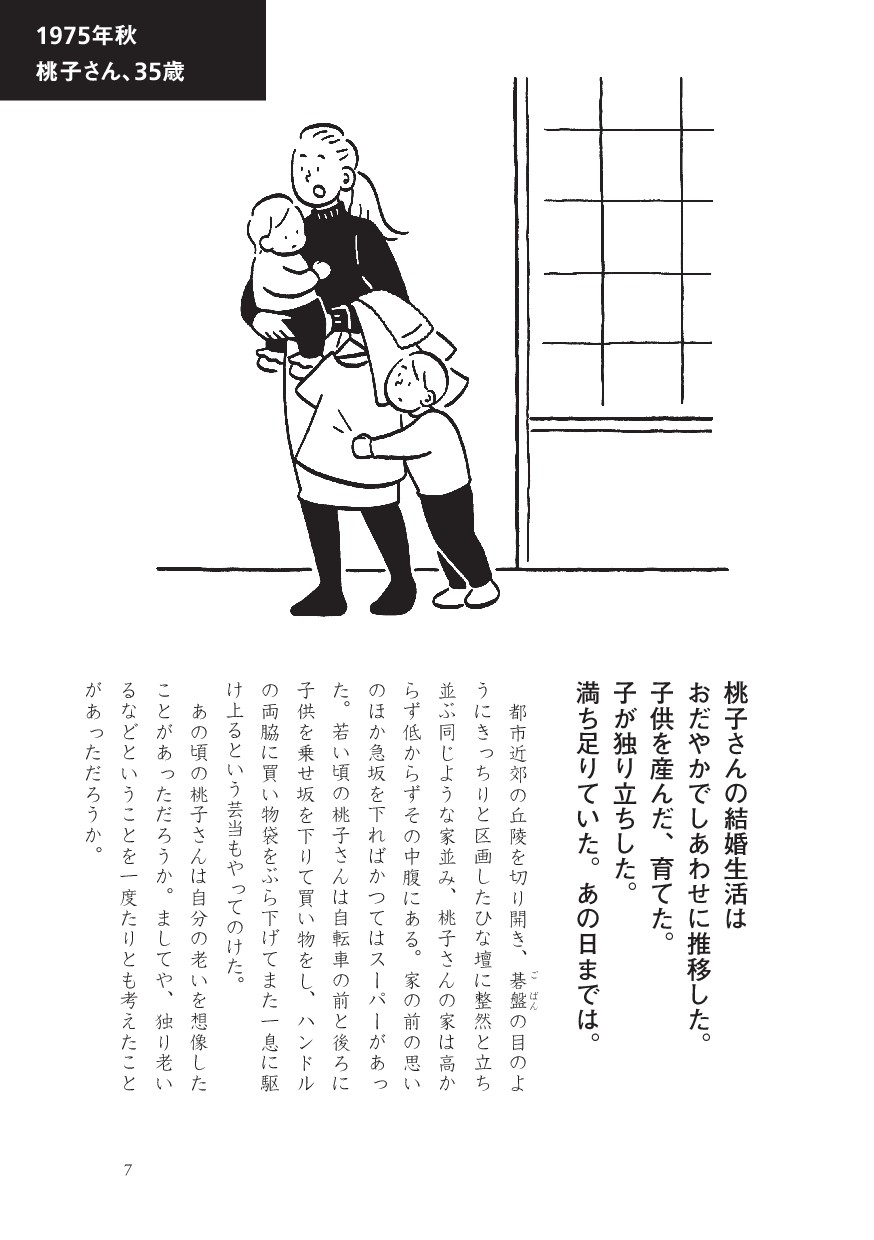 1975年秋
桃子さん、35歳
桃子さんの結婚生活は
おだやかでしあわせに推移した。
子供を産んだ、育てた。
子が独り立ちした。
満ち足りていた。あの日までは。
都市近郊の丘陵を切り開き、碁盤の目のよ
ごばん
うにきっちりと区画したひな壇に整然と立ち
並ぶ同じような家並み、桃子さんの家は高か
らず低からずその中腹にある。家の前の思い
のほか急坂を下ればかつてはスーパーがあっ
た。若い頃の桃子さんは自転車の前と後ろに
子供を乗せ坂を下りて買い物をし、ハンドル
の両脇に買い物袋をぶら下げてまた一息に駆
け上るという芸当もやってのけた。
あの頃の桃子さんは自分の老いを想像した
ことがあっただろうか。ましてや、独り老い
るなどということを一度たりとも考えたこと
があっただろうか。
7